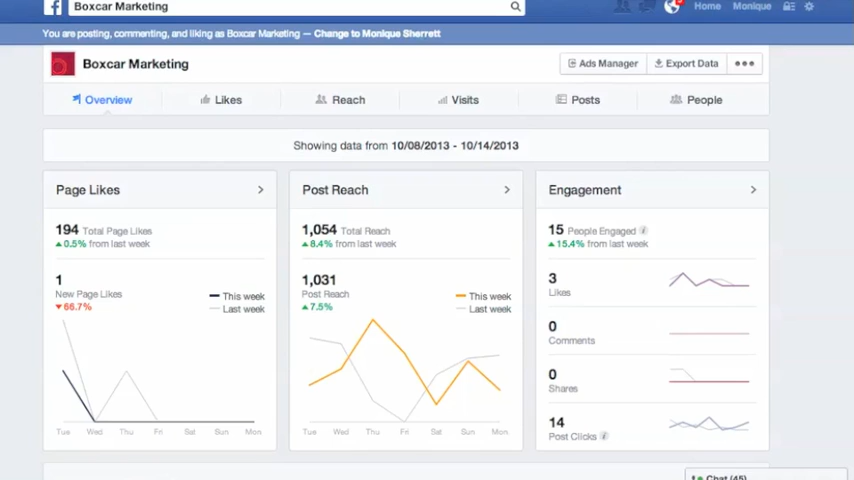 Boxcar Marketing
Home Monique
You are posting, commenting, and liking as Boxcar Marketing — Change to Monique Sherrett
Boxcar Marketing
Ads Manager Export Data
Overview Likes Reach Visits Posts People
Showing data from 10/08/2013 - 10/14/2013
Page Likes
194 Total Page Likes
0.5% from last week
1
New Page Likes
66.7%
This week
Last week
Tue Wed Thu Fri Sat Sun Mon
Post Reach
1,054 Total Reach
8.4% from last week
1,031
Post Reach
7.5%
This week
Last week
Tue Wed Thu Fri Sat Sun Mon
Engagement
15 People Engaged
15.4% from last week
3
Likes
0
Comments
0
Shares
14
Post Clicks
Chat (45)